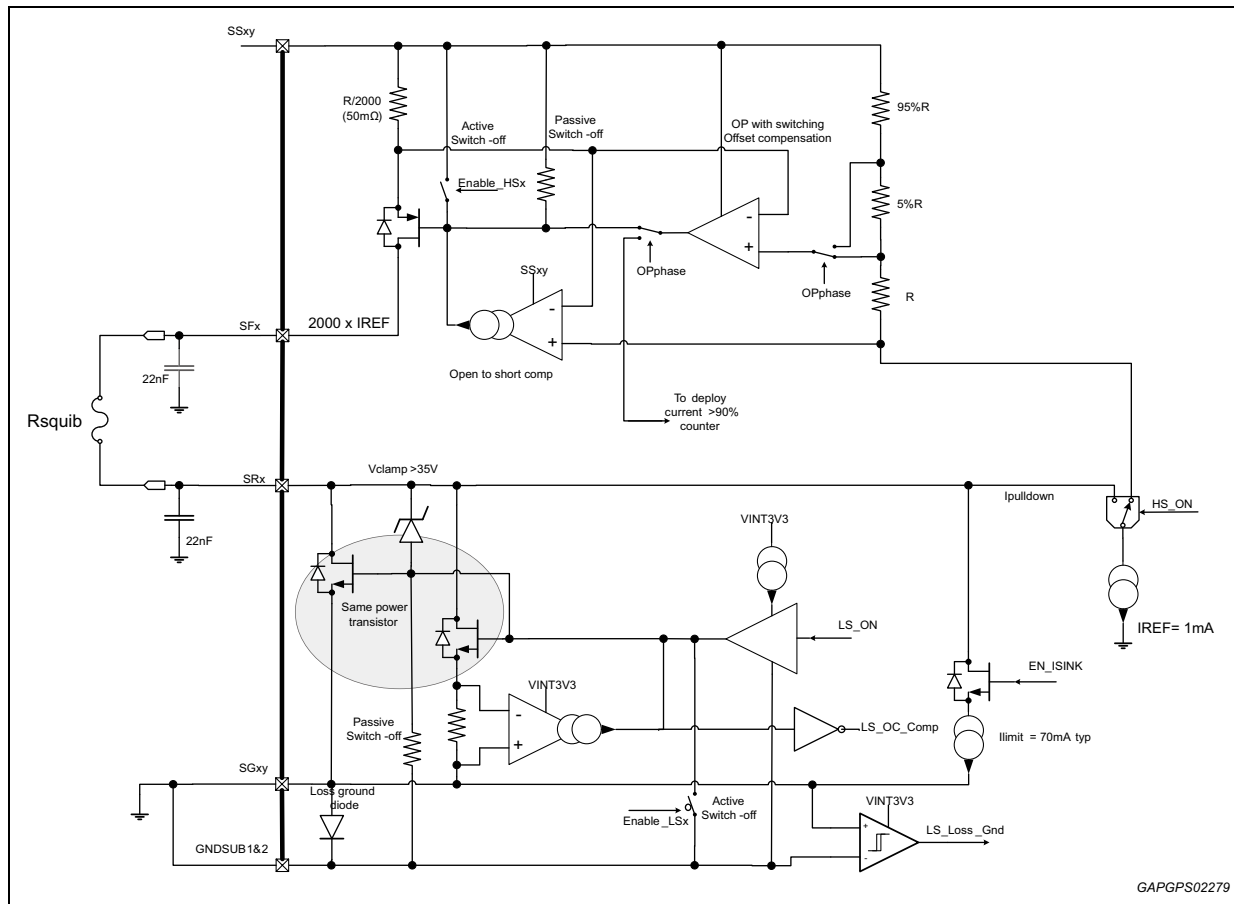 SSxy
R/2000
(50mΩ)
Active
Switch -off
Passive
Switch -off
OP with switching
Offset compensation
95%R
Enable_HSx
5%R
-
+
OPphase
OPphase
SSxy
R
SFx
2000 x IREF
-
+
22nF
Open to short comp
To deploy
current >90%
counter
Rsquib
Vclamp >35V
SRx
Ipulldown
VINT3V3
HS_ON
22nF
Same power
transistor
LS_ON
IREF= 1mA
EN_ISINK
VINT3V3
Passive
Switch -off
-
+
LS_OC_Comp
Ilimit = 70mA typ
SGxy
Loss ground
diode
Active
Switch -off
VINT3V3
Enable_LSx
+
-
LS_Loss_Gnd
GNDSUB1&2
GAPGPS02279